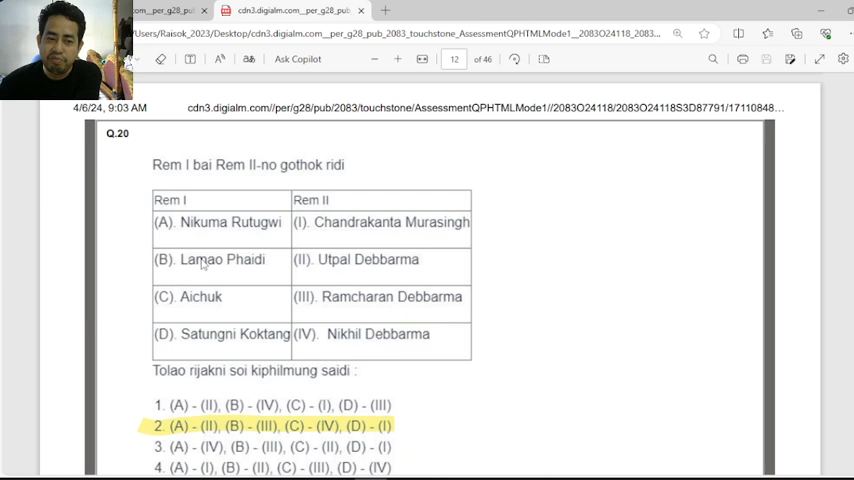 com__per_g28_pub_
cdn3.digialm.com__per_g28_pub_
/Users/Raisok_2023/Desktop/cdn3.digialm.com__per_g28_pub_2083_touchstone_AssessmentQPHTMLMode1__2083O24118_2083O24118S3D87791_...
Ask Copilot
12 of 46
4/6/24, 9:03 AM
cdn3.digialm.com//per/g28/pub/2083/touchstone/AssessmentQPHTMLMode1//2083O24118/2083O24118S3D87791/17110848...
Q.20
Rem I bai Rem II-no gothok ridi
Rem I Rem II
(A). Nikuma Rutugwi (I). Chandrakanta Murasingh
(B). Lamao Phaidi (II). Utpal Debbarma
(C). Aichuk (III). Ramcharan Debbarma
(D). Satungni Koktang (IV). Nikhil Debbarma
Tolao rijakni soi kiphilmung saidi :
1. (A) - (II), (B) - (IV), (C) - (I), (D) - (III)
2. (A) - (II), (B) - (III), (C) - (IV), (D) - (I)
3. (A) - (IV), (B) - (III), (C) - (II), (D) - (I)
4. (A) - (I), (B) - (II), (C) - (III), (D) - (IV)